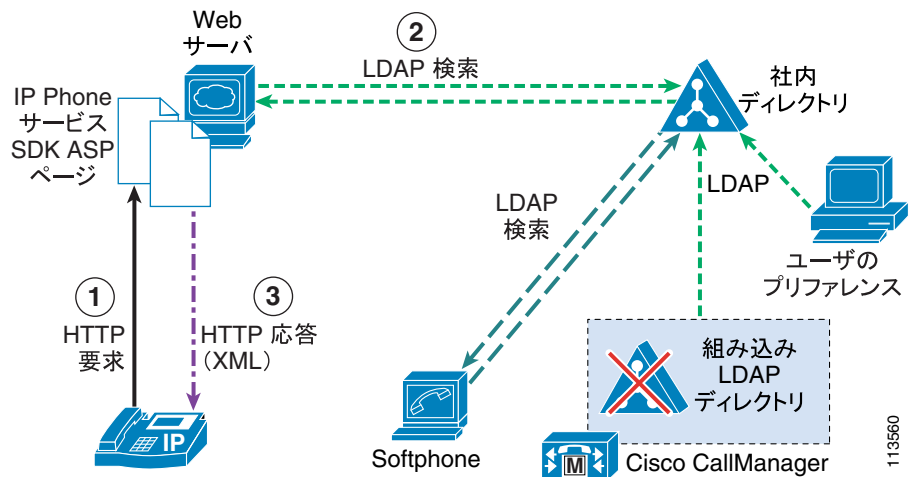 Web
サーバ
②
LDAP 検索
社内
ディレクトリ
IP Phone
サービス
SDK ASP
ページ
LDAP
検索
LDAP
ユーザの
プリファレンス
①
HTTP
要求
③
HTTP 応答
（XML）
組み込み
LDAP
ディレクトリ
IP
Softphone
M
Cisco CallManager
113560